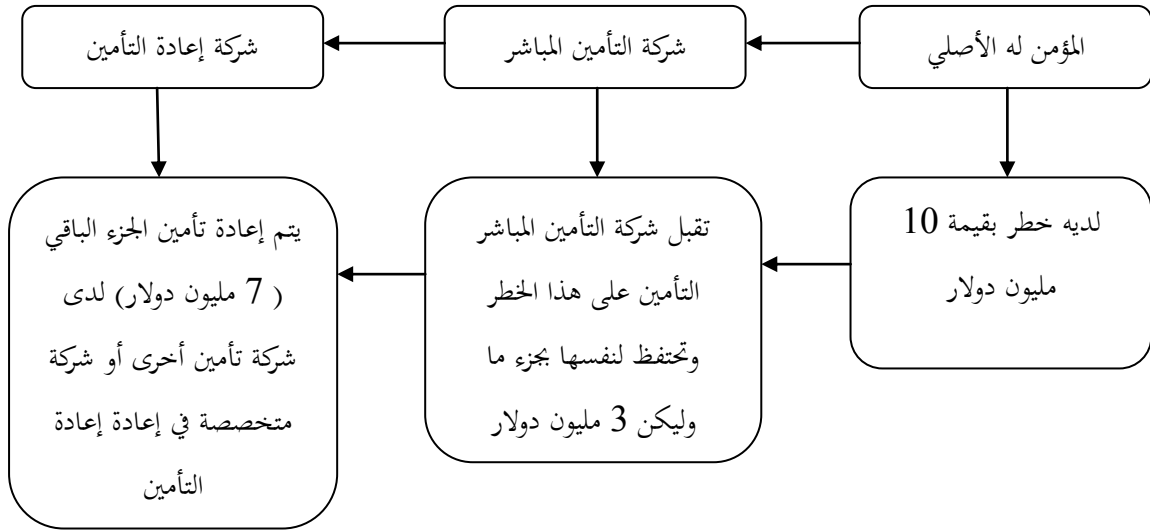 المؤمن له الأصلي
شركة التأمين المباشر
شركة إعادة التأمين
لديه خطر بقيمة 10
مليون دولار
تقبل شركة التأمين المباشر
التأمين على هذا الخطر
وتحتفظ لنفسها بجزء ما
وليكن 3 مليون دولار
يتم إعادة تأمين الجزء الباقي
( 7 مليون دولار) لدى
شركة تأمين أخرى أو شركة
متخصصة في إعادة إعادة
التأمين